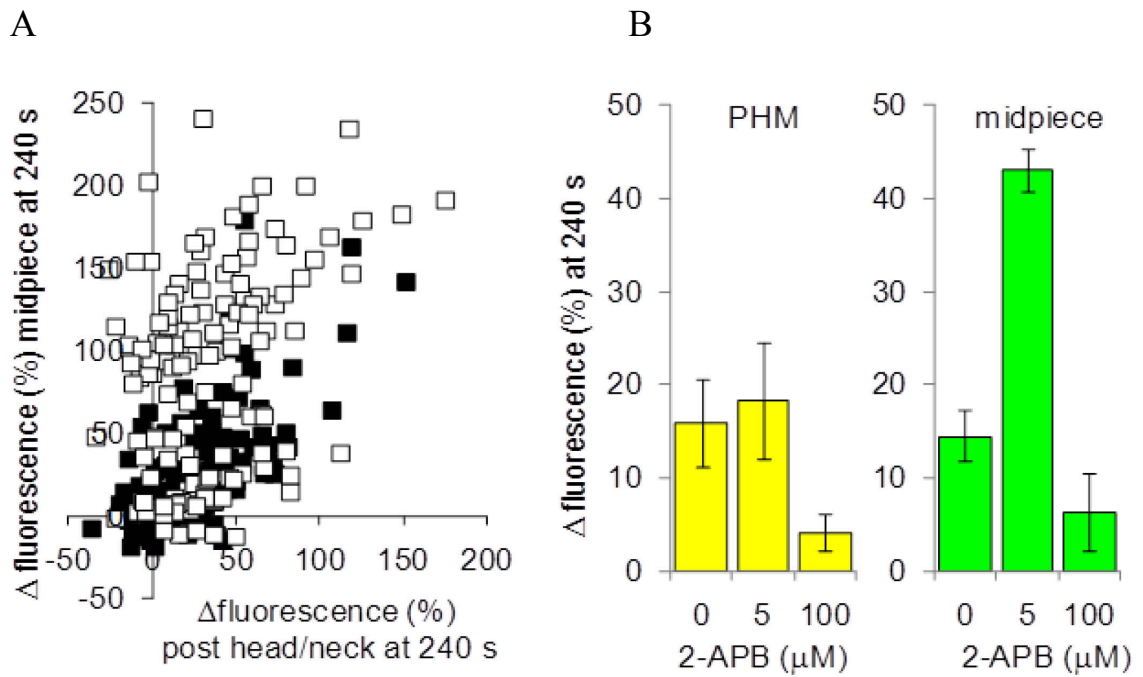 A
Δ fluorescence (%) midpiece at 240 s
250
200
150
100
50
0
-50
-50 0 50 100 150 200
Δfluorescence (%)
post head/neck at 240 s
B
Δ fluorescence (%) at 240 s
50
40
30
20
10
0
PHM
0 5 100
2-APB (μM)
50
40
30
20
10
0
midpiece
0 5 100
2-APB (μM)